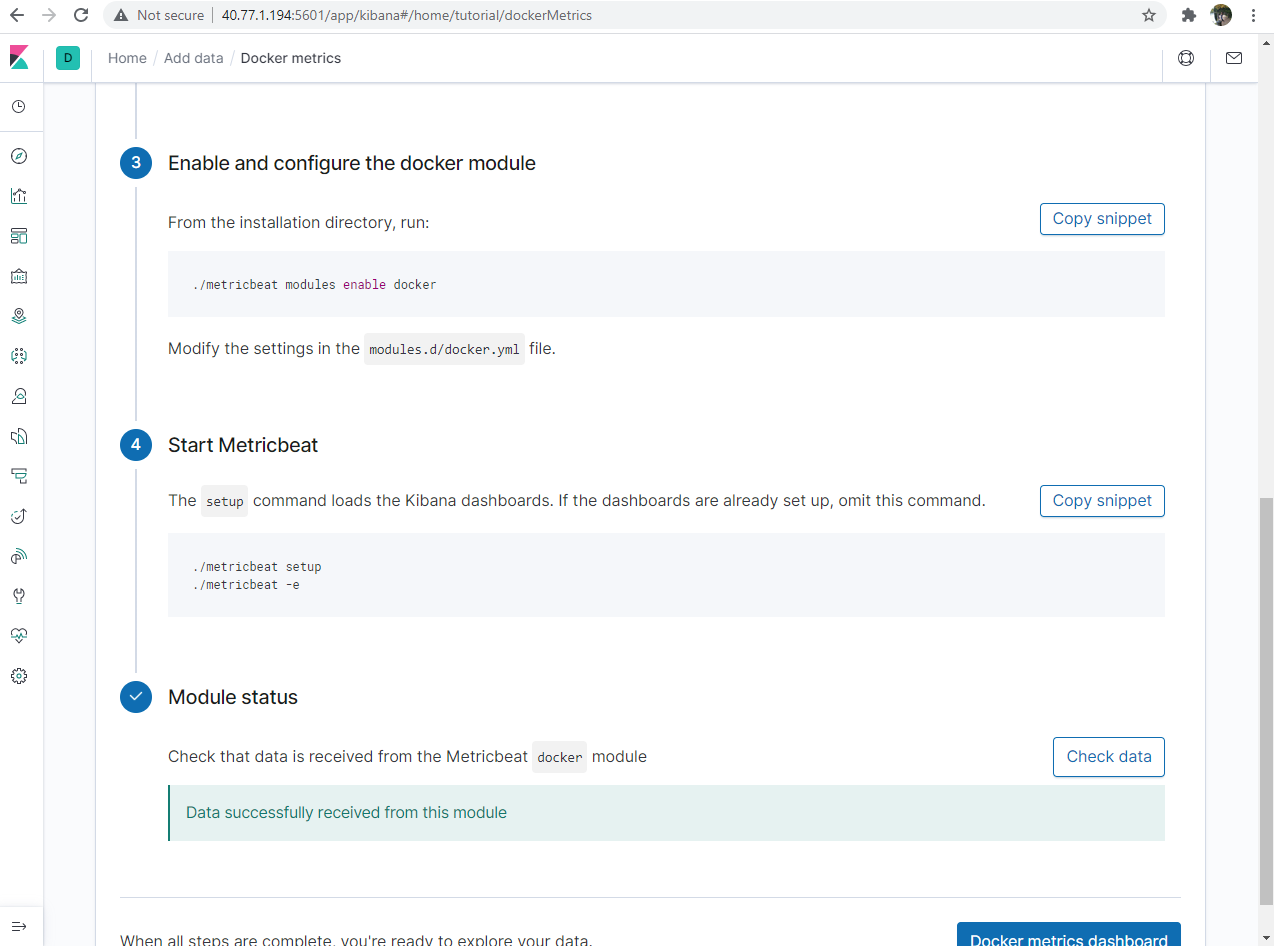 Not secure
40.77.1.194:5601/app/kibana#/home/tutorial/dockerMetrics
D
Home / Add data / Docker metrics
3
Enable and configure the docker module
From the installation directory, run:
Copy snippet
./metricbeat modules enable docker
Modify the settings in the modules.d/docker.yml file.
4
Start Metricbeat
The setup command loads the Kibana dashboards. If the dashboards are already set up, omit this command.
Copy snippet
./metricbeat setup
./metricbeat -e
Module status
Check that data is received from the Metricbeat docker module
Check data
Data successfully received from this module
When all steps are complete, you're ready to explore your data.
Docker metrics dashboard